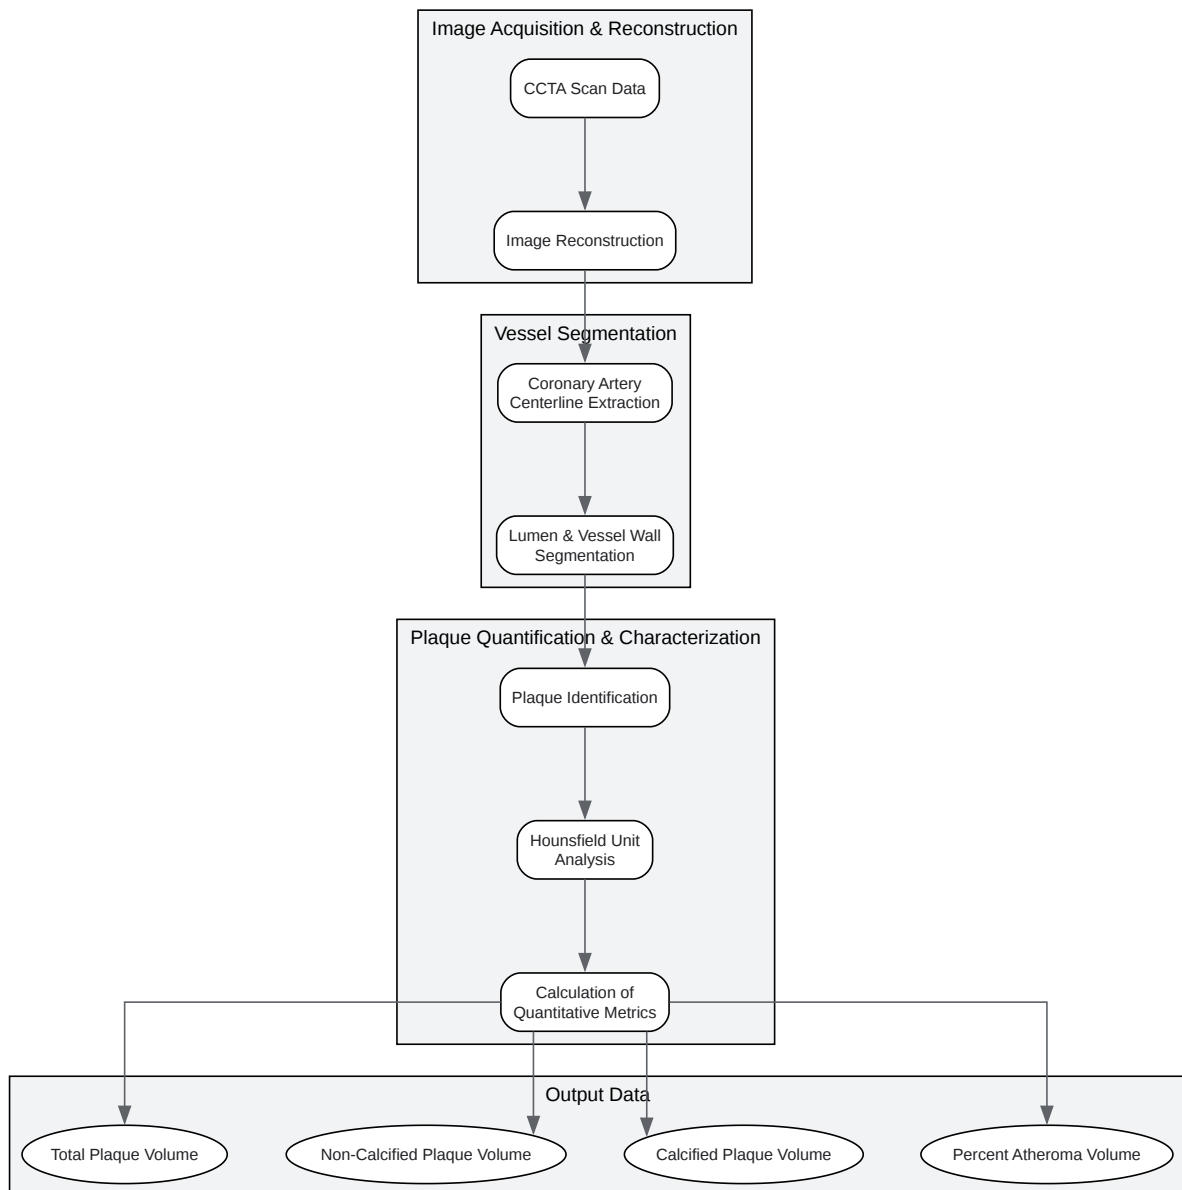 Image Acquisition & Reconstruction
CCTA Scan Data
Image Reconstruction
Vessel Segmentation
Coronary Artery
Centerline Extraction
Lumen & Vessel Wall
Segmentation
Plaque Quantification & Characterization
Plaque Identification
Hounsfield Unit
Analysis
Calculation of
Quantitative Metrics
Output Data
Total Plaque Volume
Non-Calcified Plaque Volume
Calcified Plaque Volume
Percent Atheroma Volume